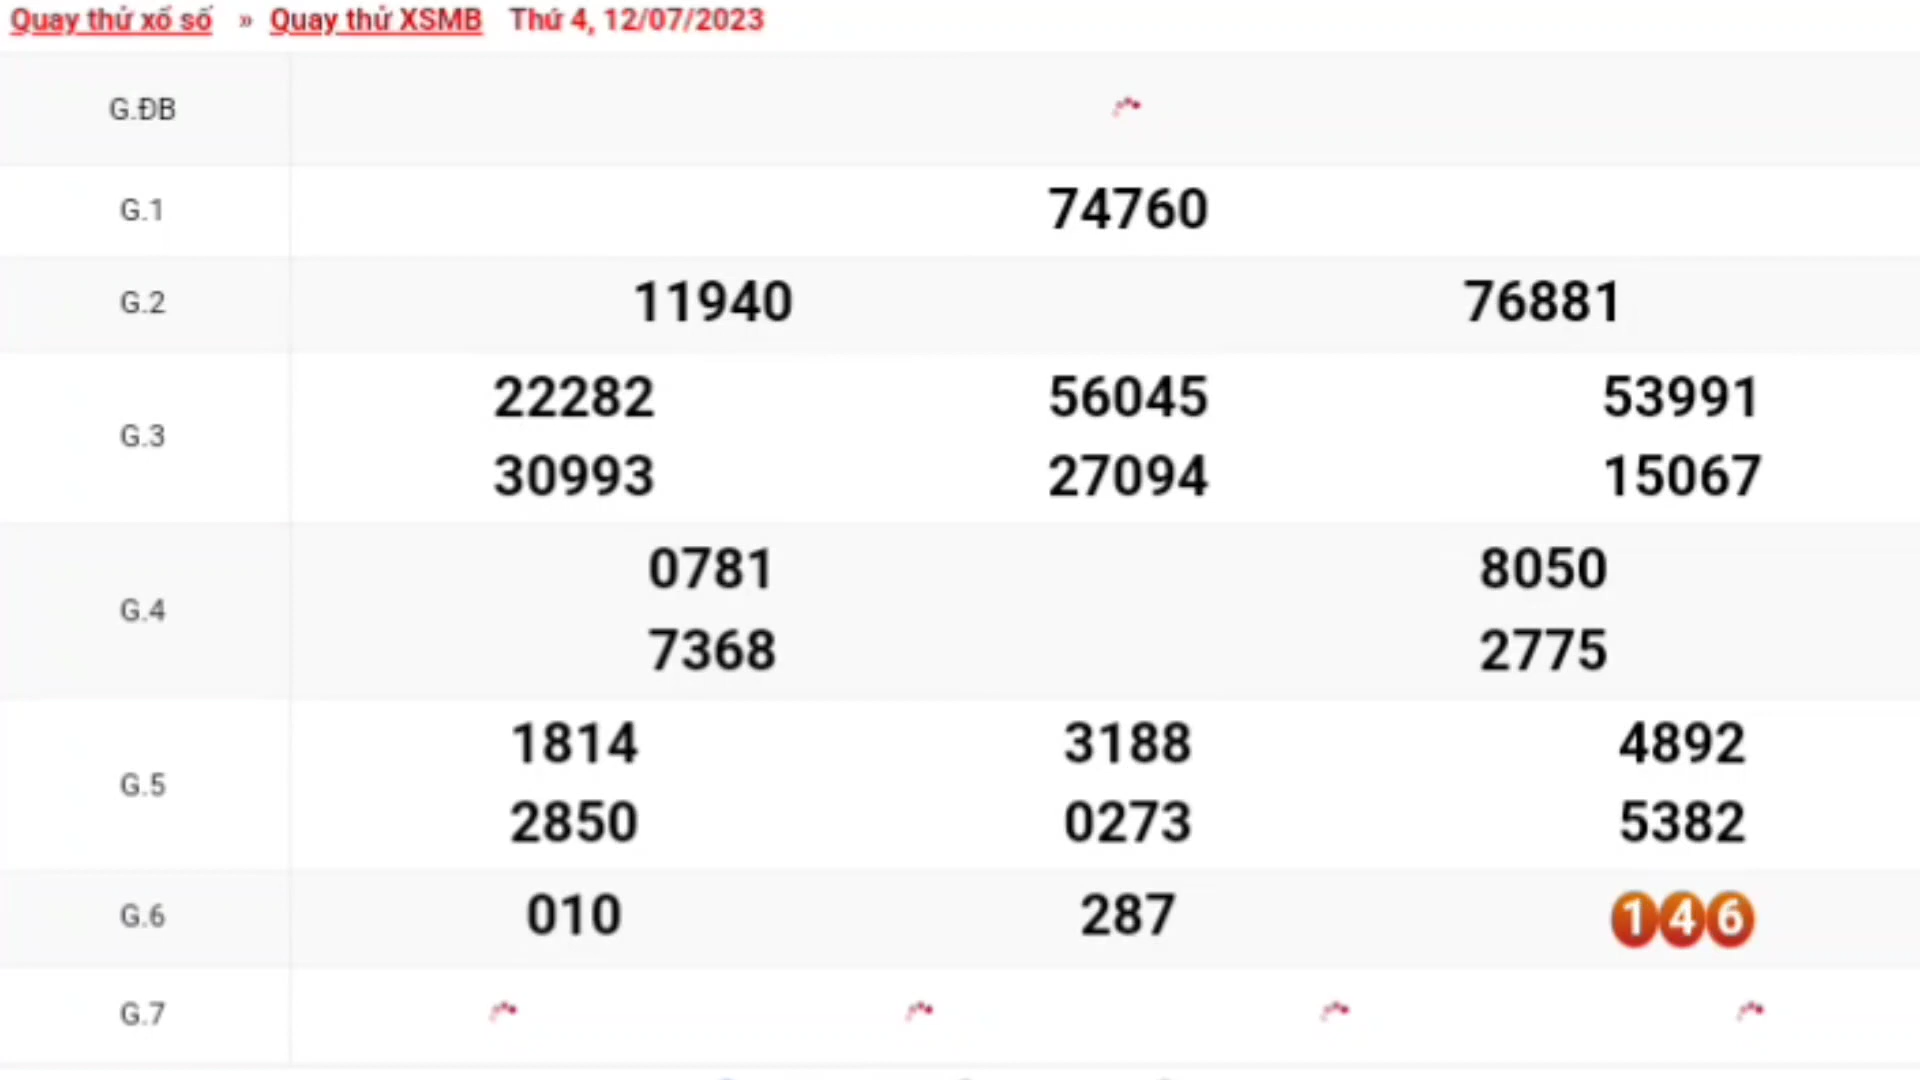 Quay thử xổ số » Quay thử XSMB Thứ 4, 12/07/2023
G.ĐB
G.1 74760
G.2 11940 76881
G.3 22282 56045 53991
30993 27094 15067
G.4 0781 8050
7368 2775
G.5 1814 3188 4892
2850 0273 5382
G.6 010 287 146
G.7